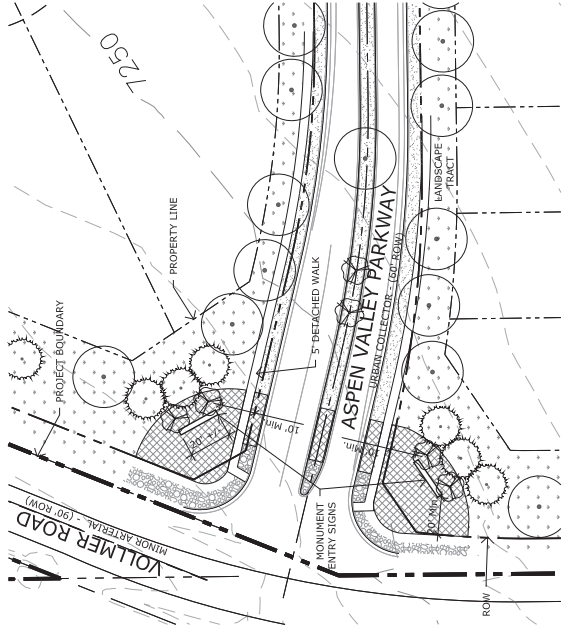 7250
PROPERTY LINE
PROJECT BOUNDARY
LANDSCAPE
TRACT
ASPEN VALLEY PARKWAY
URBAN COLLECTOR - (60' ROW)
5' DETACHED WALK
10' Min.
20' +/-
10' Min.
20' Min.
MONUMENT
ENTRY SIGNS
VOLLMER ROAD
MINOR ARTERIAL - (90' ROW)
ROW